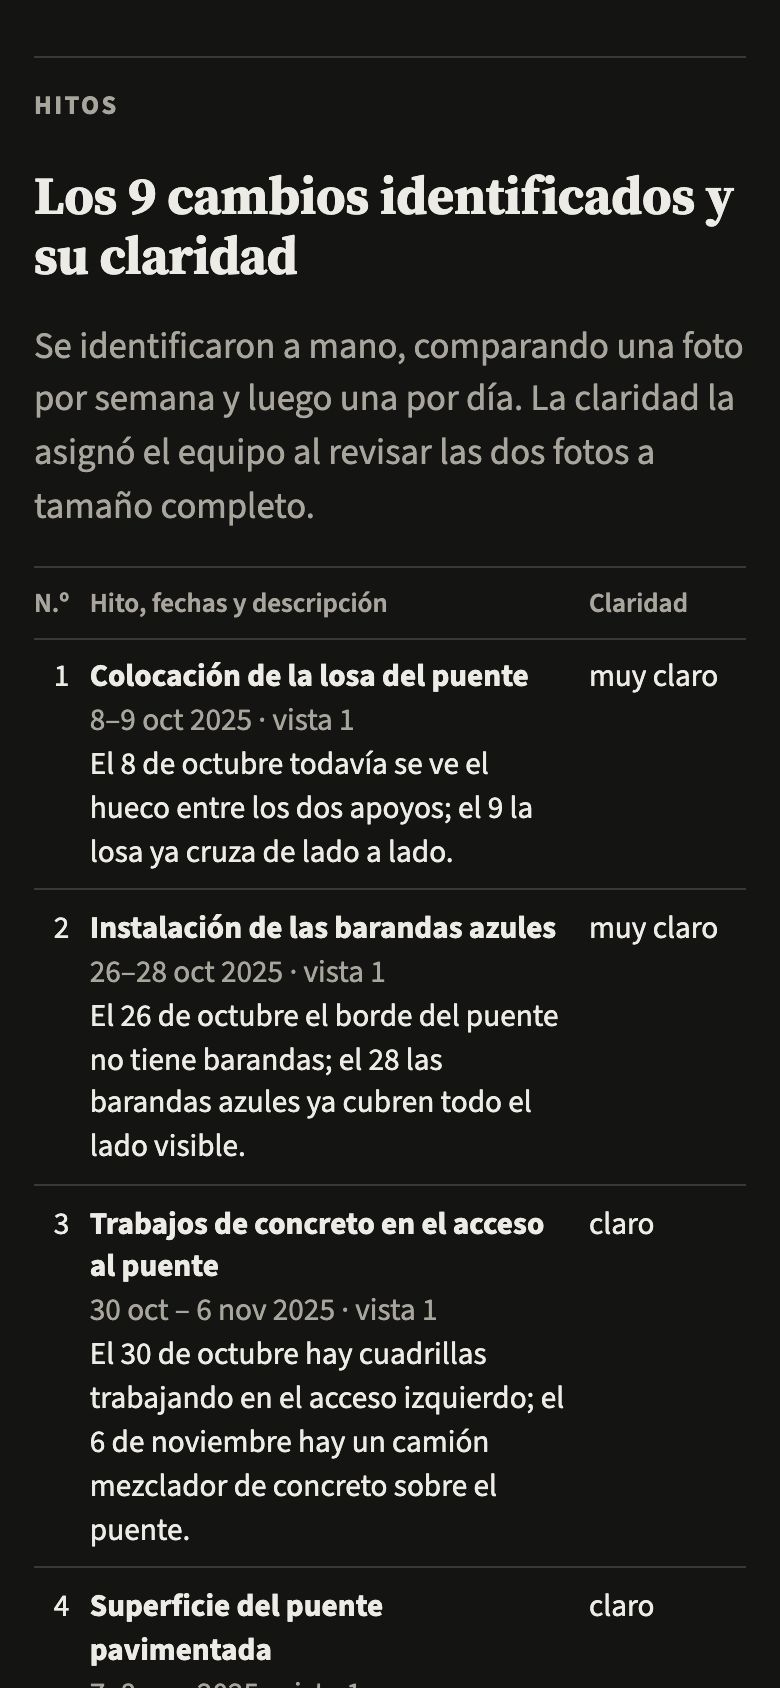 HITOS
Los 9 cambios identificados y
su claridad
Se identificaron a mano, comparando una foto
por semana y luego una por día. La claridad la
asignó el equipo al revisar las dos fotos a
tamaño completo.
N.º Hito, fechas y descripción Claridad
1 Colocación de la losa del puente muy claro
8–9 oct 2025 · vista 1
El 8 de octubre todavía se ve el
hueco entre los dos apoyos; el 9 la
losa ya cruza de lado a lado.
2 Instalación de las barandas azules muy claro
26–28 oct 2025 · vista 1
El 26 de octubre el borde del puente
no tiene barandas; el 28 las
barandas azules ya cubren todo el
lado visible.
3 Trabajos de concreto en el acceso claro
al puente
30 oct – 6 nov 2025 · vista 1
El 30 de octubre hay cuadrillas
trabajando en el acceso izquierdo; el
6 de noviembre hay un camión
mezclador de concreto sobre el
puente.
4 Superficie del puente claro
pavimentada